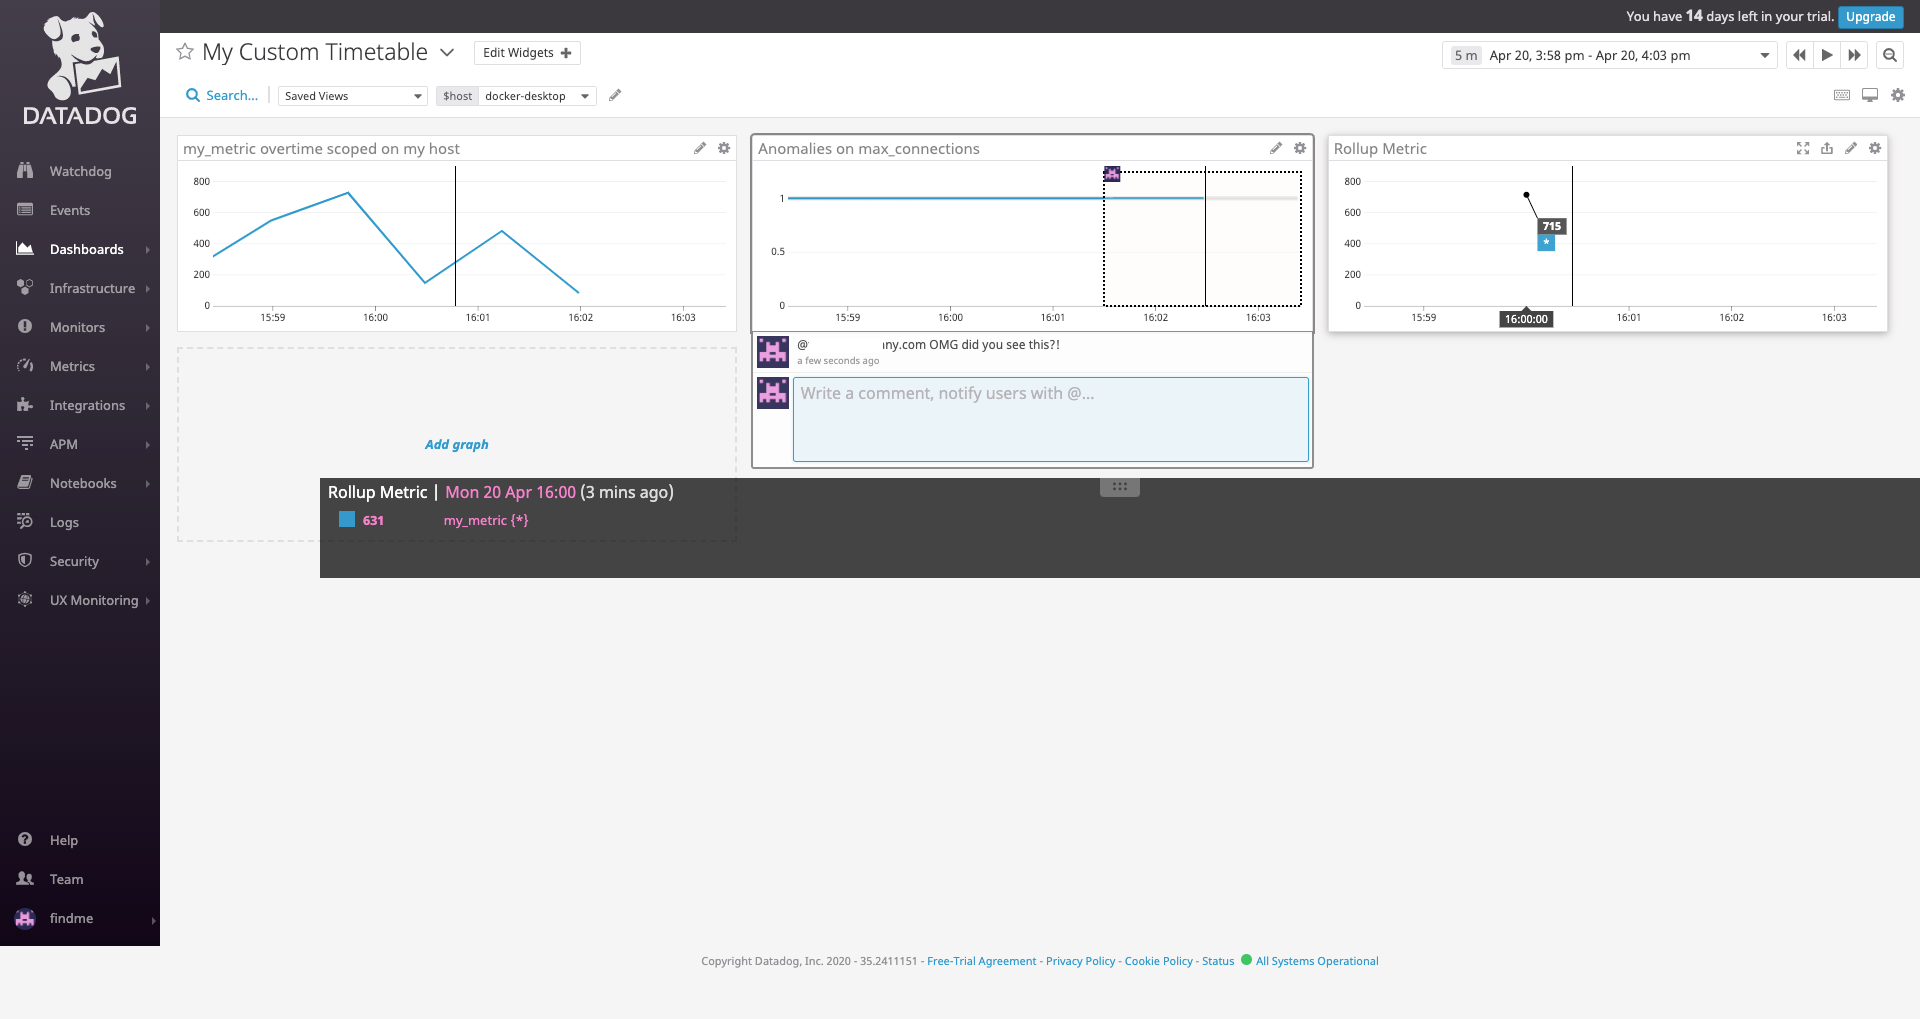 You have 14 days left in your trial. Upgrade
DATADOG
My Custom Timetable
Edit Widgets
5 m Apr 20, 3:58 pm - Apr 20, 4:03 pm
Search...
Saved Views
$host docker-desktop
Watchdog
Events
Dashboards
Infrastructure
Monitors
Metrics
Integrations
APM
Notebooks
Logs
Security
UX Monitoring
Help
Team
findme
my_metric overtime scoped on my host
800
600
400
200
0
15:59 16:00 16:01 16:02 16:03
Anomalies on max_connections
1
0.5
0
15:59 16:00 16:01 16:02 16:03
@ ny.com OMG did you see this?!
a few seconds ago
Write a comment, notify users with @...
Rollup Metric
800
600
400
200
0
715
*
15:59 16:00:00 16:01 16:02 16:03
Add graph
Rollup Metric | Mon 20 Apr 16:00 (3 mins ago)
631 my_metric {*}
Copyright Datadog, Inc. 2020 - 35.2411151 - Free-Trial Agreement - Privacy Policy - Cookie Policy - Status All Systems Operational